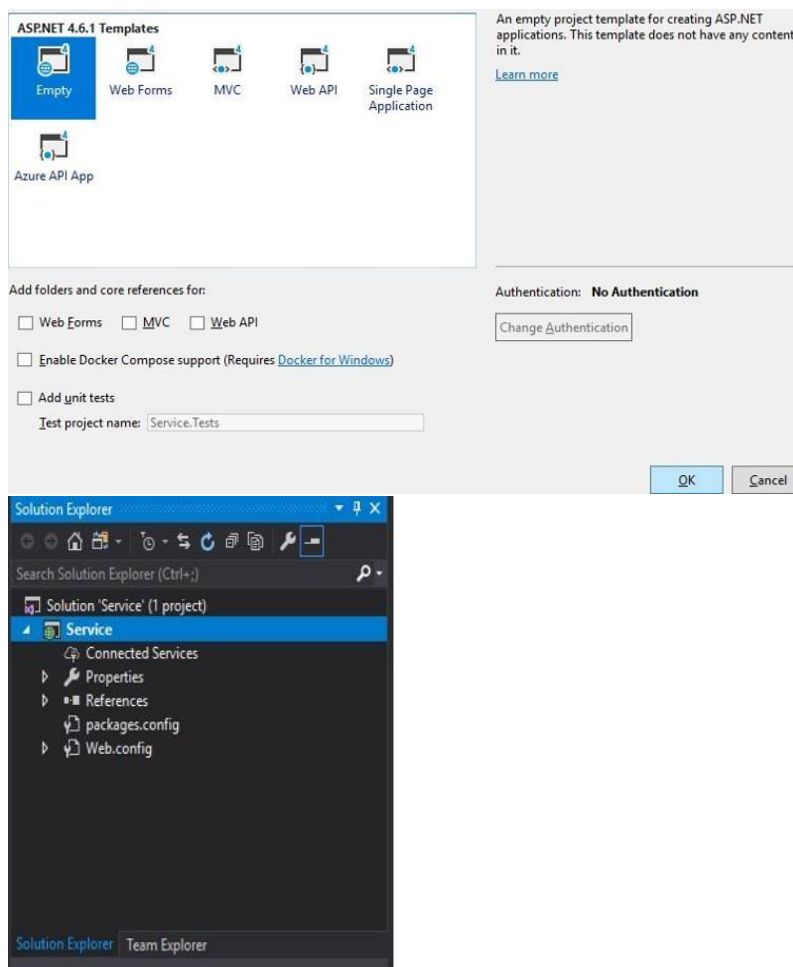 ASP.NET 4.6.1 Templates
Empty
Web Forms
MVC
Web API
Single Page
Application
Azure API App
An empty project template for creating ASP.NET
applications. This template does not have any content
in it.
Learn more
Add folders and core references for:
Web Forms MVC Web API
Enable Docker Compose support (Requires Docker for Windows)
Add unit tests
Test project name: Service.Tests
Authentication: No Authentication
Change Authentication
OK Cancel
Solution Explorer
Search Solution Explorer (Ctrl+;)
Solution 'Service' (1 project)
Service
Connected Services
Properties
References
packages.config
Web.config
Solution Explorer Team Explorer